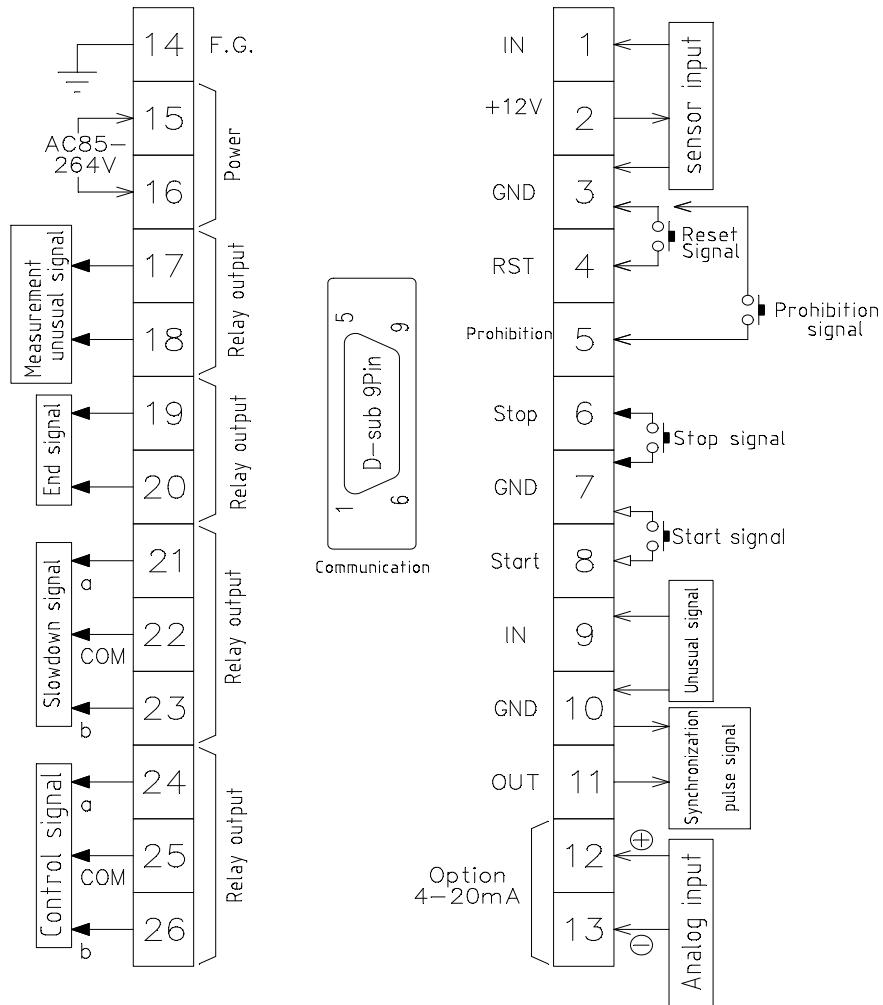 14 F.G.
15
AC85-
264V
16
Power
Measurement
unusual signal
17
18
Relay output
End signal
19
20
Relay output
Slowdown signal
21
a
22
COM
23
b
Relay output
Control signal
24
a
25
COM
26
b
Relay output
5
9
D-sub 9Pin
1
6
Communication
IN 1
+12V 2
sensor input
GND 3
RST 4
Reset
Signal
Prohibition 5
Prohibition
signal
Stop 6
Stop signal
GND 7
Start 8
Start signal
IN 9
Unusual signal
GND 10
OUT 11
Synchronization
pulse signal
Option
4-20mA
12
+
13
−
Analog input